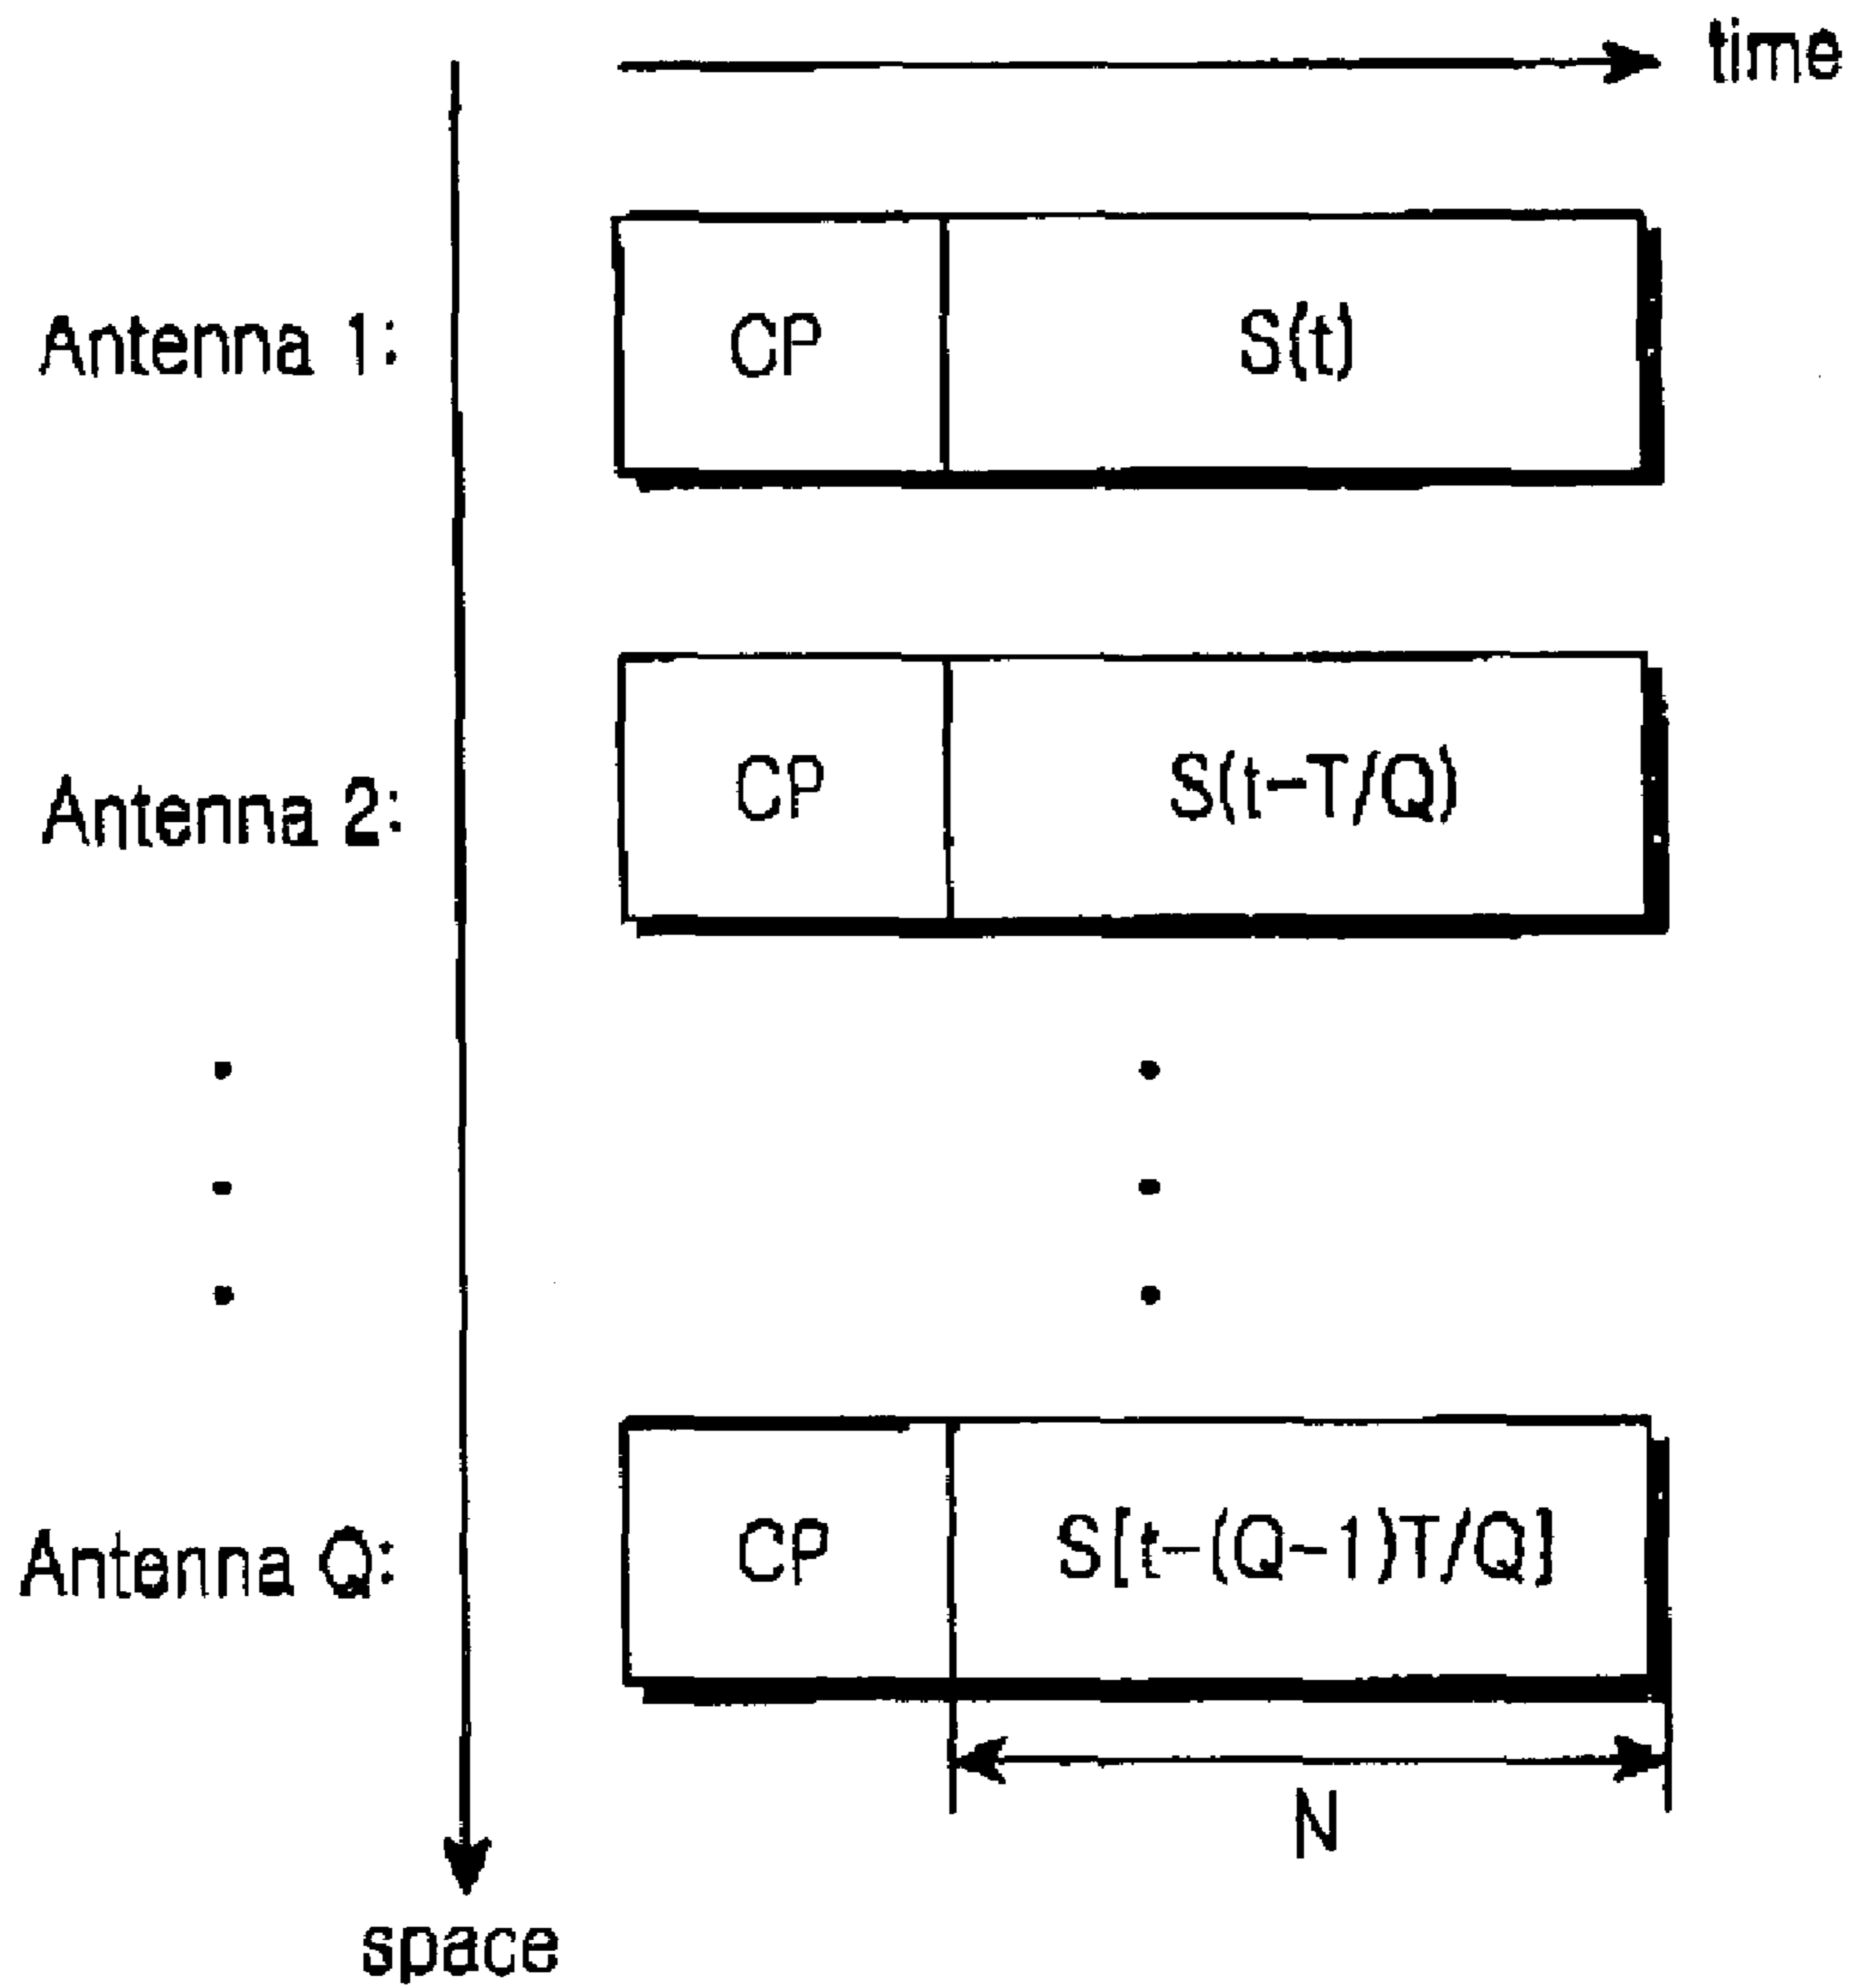 time
Antenna 1: CP S(t)
Antenna 2: CP S(t-T/Q)
Antenna Q: CP S[t-(Q-1)T/Q]
N
space